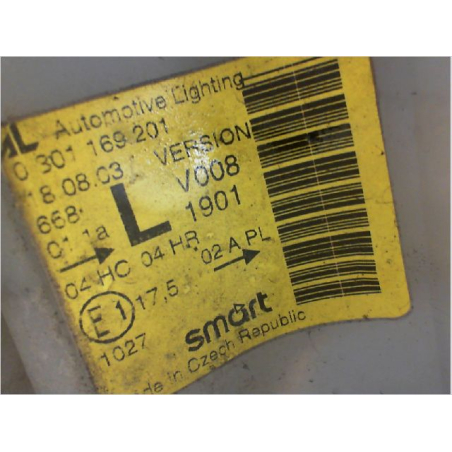 AL Automotive Lighting
0 301 169 201
8.08.03 VERSION
668- L V008
01 1a 1901
04 HC 04 HR 02 A PL
E1 17,5
1027 smart
de in Czech Republic